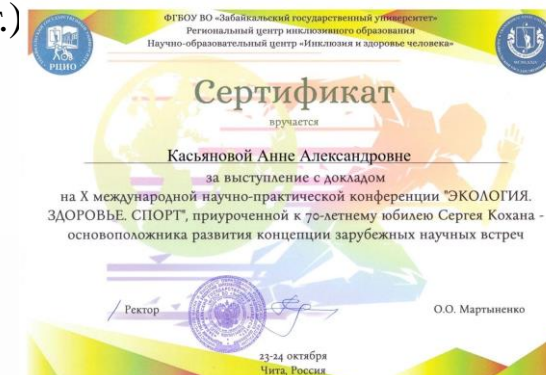 г.)
ФГБОУ ВО «Забайкальский государственный университет»
Региональный центр инклюзивного образования
Научно-образовательный центр «Инклюзия и здоровье человека»
РЦИО
Сертификат
вручается
Касьяновой Анне Александровне
за выступление с докладом
на X международной научно-практической конференции "ЭКОЛОГИЯ.
ЗДОРОВЬЕ. СПОРТ", приуроченной к 70-летнему юбилею Сергея Кохана -
основоположника развития концепции зарубежных научных встреч
Ректор
О.О. Мартыненко
23-24 октября
Чита, Россия